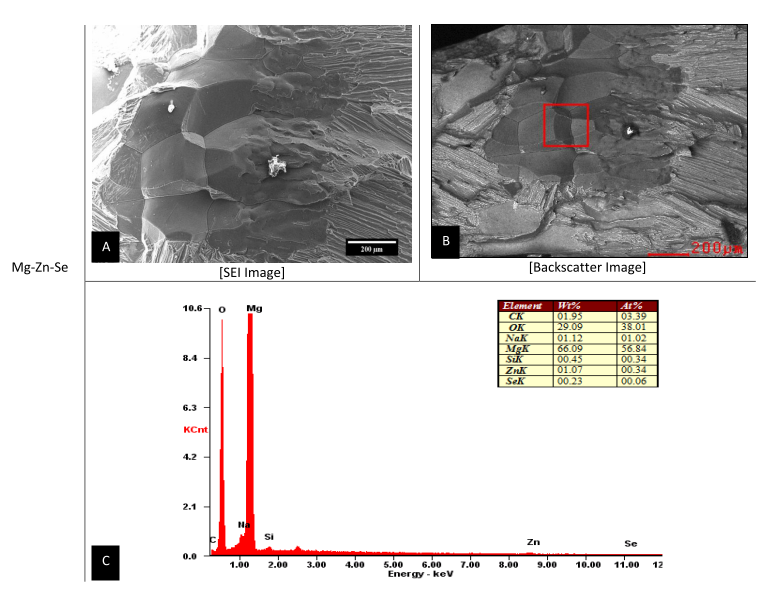 A
200 µm
B
200µm
Mg-Zn-Se
[SEI Image]
[Backscatter Image]
10.6
8.4
6.3
KCnt
4.2
2.1
0.0
O
Mg
Na
C
Si
Zn
Se
Element Wt% At%
CK 01.95 03.39
OK 29.09 38.01
NaK 01.12 01.02
MgK 66.09 56.84
SiK 00.45 00.34
ZnK 01.07 00.34
SeK 00.23 00.06
C
1.00 2.00 3.00 4.00 5.00 6.00 7.00 8.00 9.00 10.00 11.00 12
Energy - keV